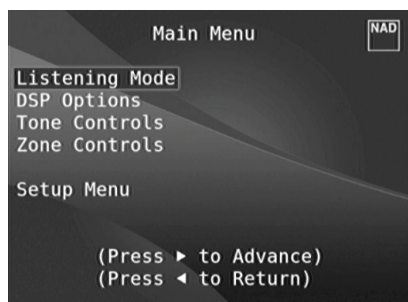 Main Menu
NAD
Listening Mode
DSP Options
Tone Controls
Zone Controls
Setup Menu
(Press ► to Advance)
(Press ◄ to Return)